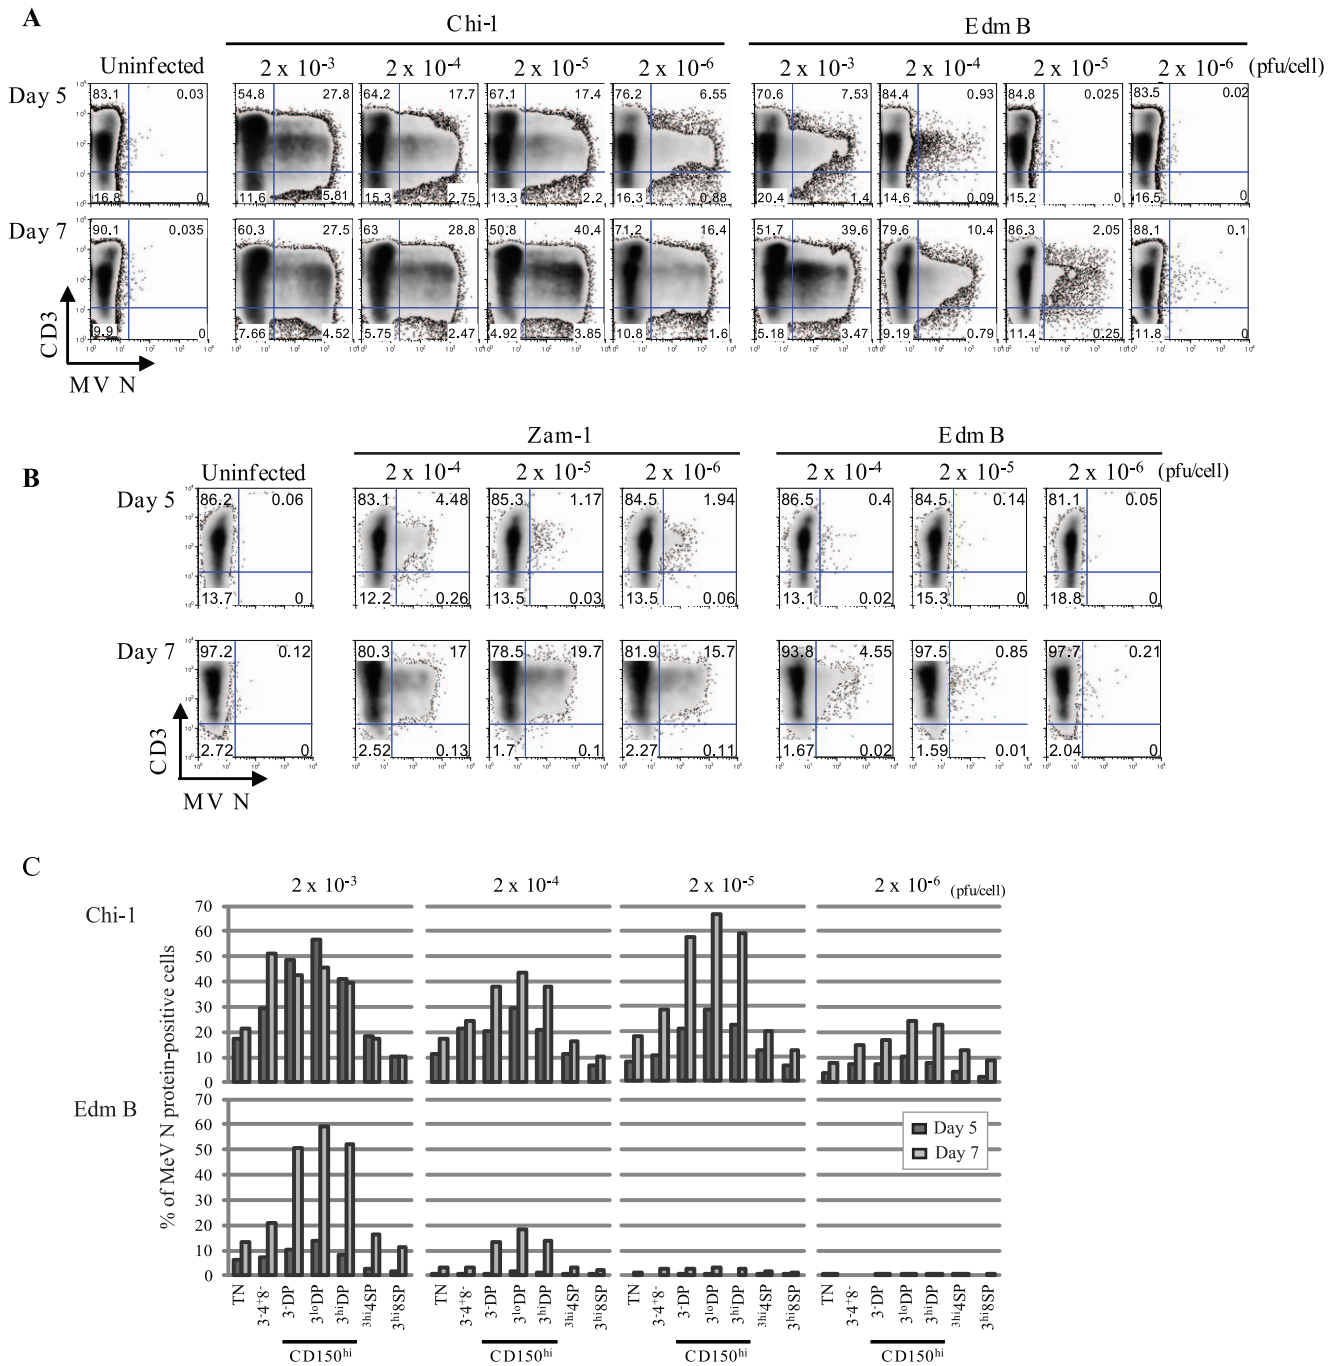 A
Chi-1 Edm B
Uninfected 2 x 10-3 2 x 10-4 2 x 10-5 2 x 10-6 2 x 10-3 2 x 10-4 2 x 10-5 2 x 10-6 (pfu/cell)
Day 5
83.1 0.03 54.8 27.8 64.2 17.7 67.1 17.4 76.2 6.55 70.6 7.53 84.4 0.93 84.8 0.025 83.5 0.02
16.8 0 11.6 5.81 15.3 2.75 13.3 2.2 16.3 0.88 20.4 1.4 14.6 0.09 15.2 0 16.5 0
Day 7
90.1 0.035 60.3 27.5 63 28.8 50.8 40.4 71.2 16.4 51.7 39.6 79.6 10.4 86.3 2.05 88.1 0.1
9.9 0 7.66 4.52 5.75 2.47 4.92 3.85 10.8 1.6 5.18 3.47 9.19 0.79 11.4 0.25 11.8 0
CD3
MV N
B
Zam-1 Edm B
Uninfected 2 x 10-4 2 x 10-5 2 x 10-6 2 x 10-4 2 x 10-5 2 x 10-6 (pfu/cell)
Day 5
86.2 0.06 83.1 4.48 85.3 1.17 84.5 1.94 86.5 0.4 84.5 0.14 81.1 0.05
13.7 0 12.2 0.26 13.5 0.03 13.5 0.06 13.1 0.02 15.3 0 18.8 0
Day 7
97.2 0.12 80.3 17 78.5 19.7 81.9 15.7 93.8 4.55 97.5 0.85 97.7 0.21
2.72 0 2.52 0.13 1.7 0.1 2.27 0.11 1.67 0.02 1.59 0.01 2.04 0
CD3
MV N
C
2 x 10-3 2 x 10-4 2 x 10-5 2 x 10-6 (pfu/cell)
Chi-1
70
60
50
40
30
20
10
0
Edm B
70
60
50
40
30
20
10
0
% of MeV N protein-positive cells
Day 5
Day 7
TN 3-4+8- 3-DP 3loDP 3hiDP 3hi4SP 3hi8SP TN 3-4+8- 3-DP 3loDP 3hiDP 3hi4SP 3hi8SP TN 3-4+8- 3-DP 3loDP 3hiDP 3hi4SP 3hi8SP TN 3-4+8- 3-DP 3loDP 3hiDP 3hi4SP 3hi8SP
CD150hi CD150hi CD150hi CD150hi